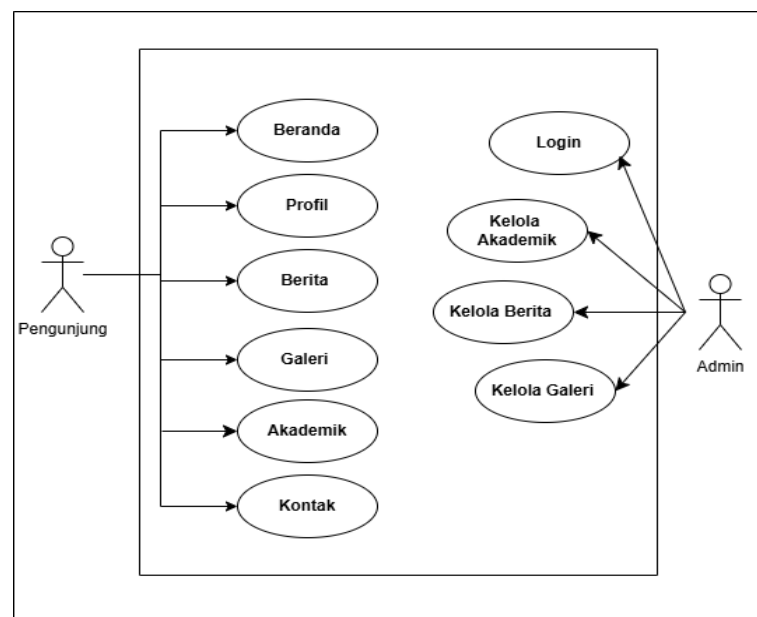 Beranda
Profil
Berita
Galeri
Akademik
Kontak
Pengunjung
Login
Kelola
Akademik
Kelola Berita
Kelola Galeri
Admin